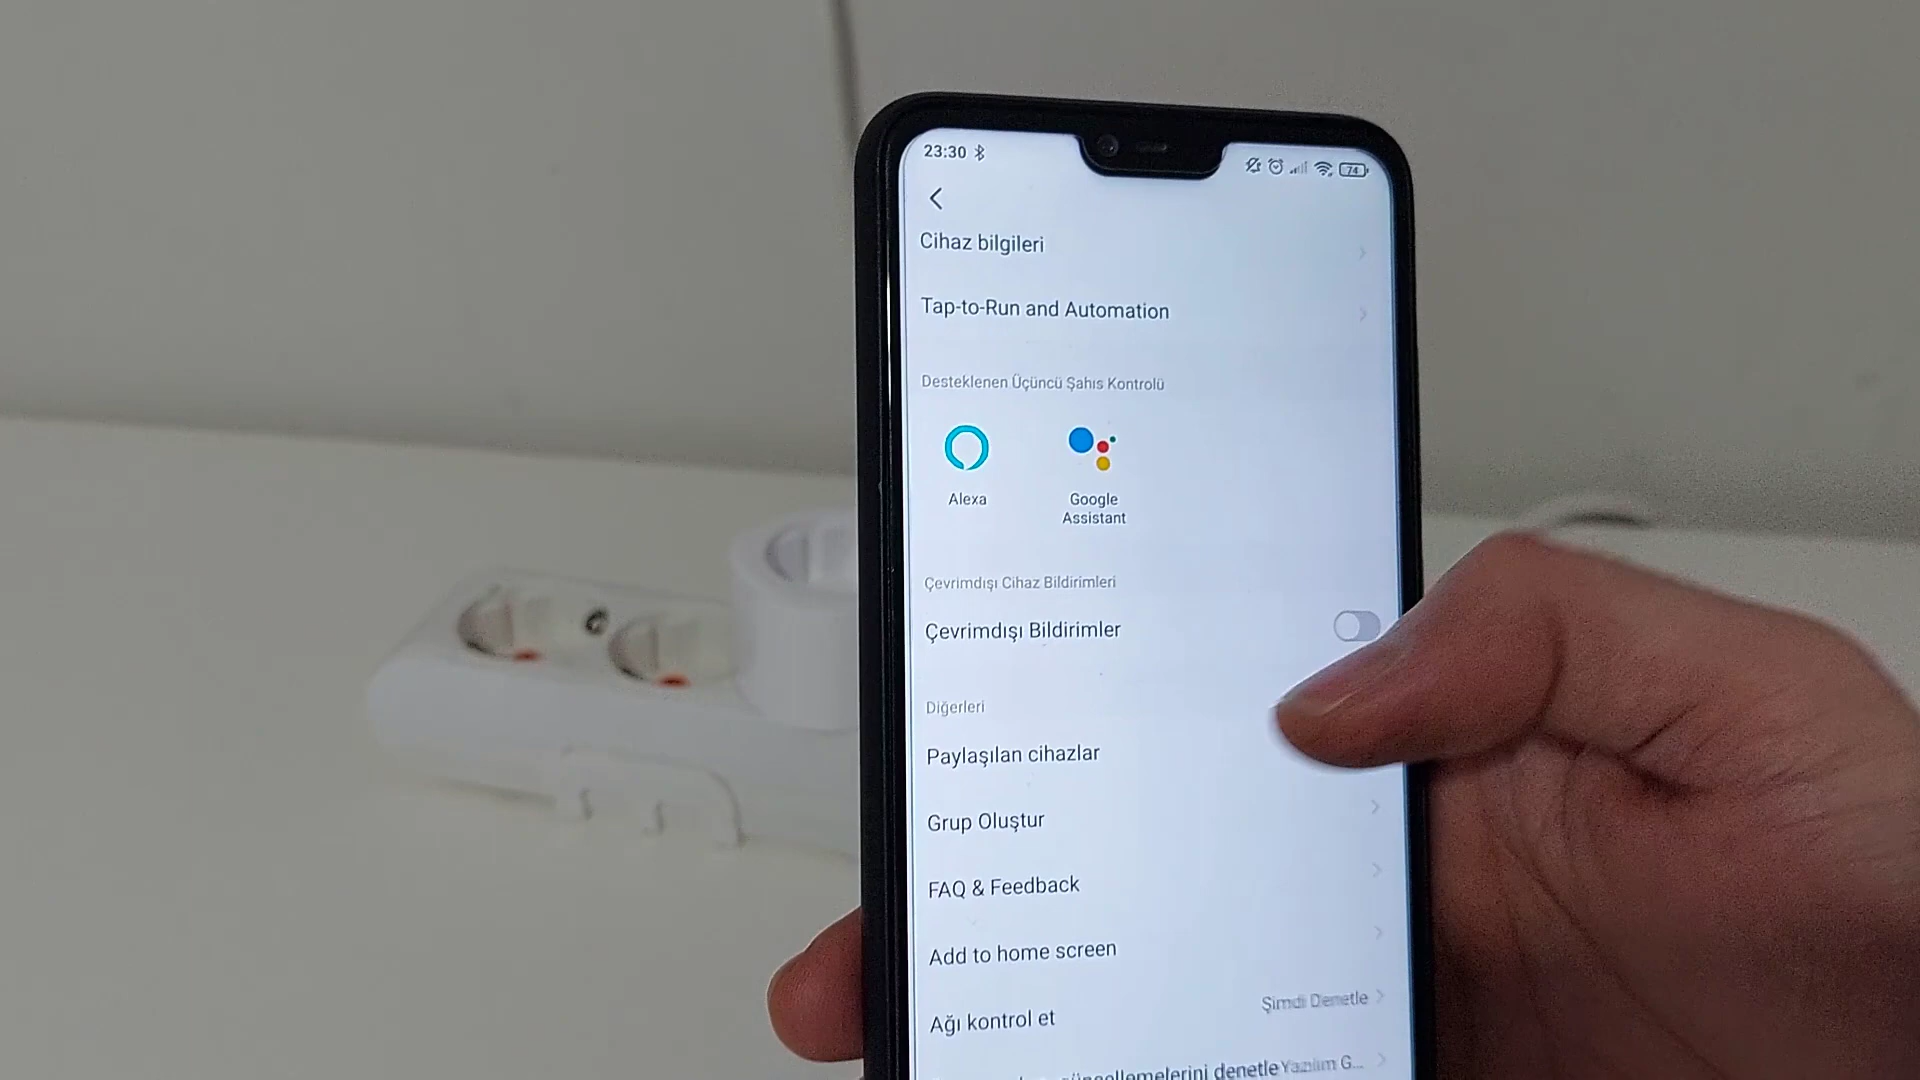 23:30
74
Cihaz bilgileri
Tap-to-Run and Automation
Desteklenen Üçüncü Şahıs Kontrolü
Alexa
Google
Assistant
Çevrimdışı Cihaz Bildirimleri
Çevrimdışı Bildirimler
Diğerleri
Paylaşılan cihazlar
Grup Oluştur
FAQ & Feedback
Add to home screen
Ağı kontrol et Şimdi Denetle
denetle Yazılım G...